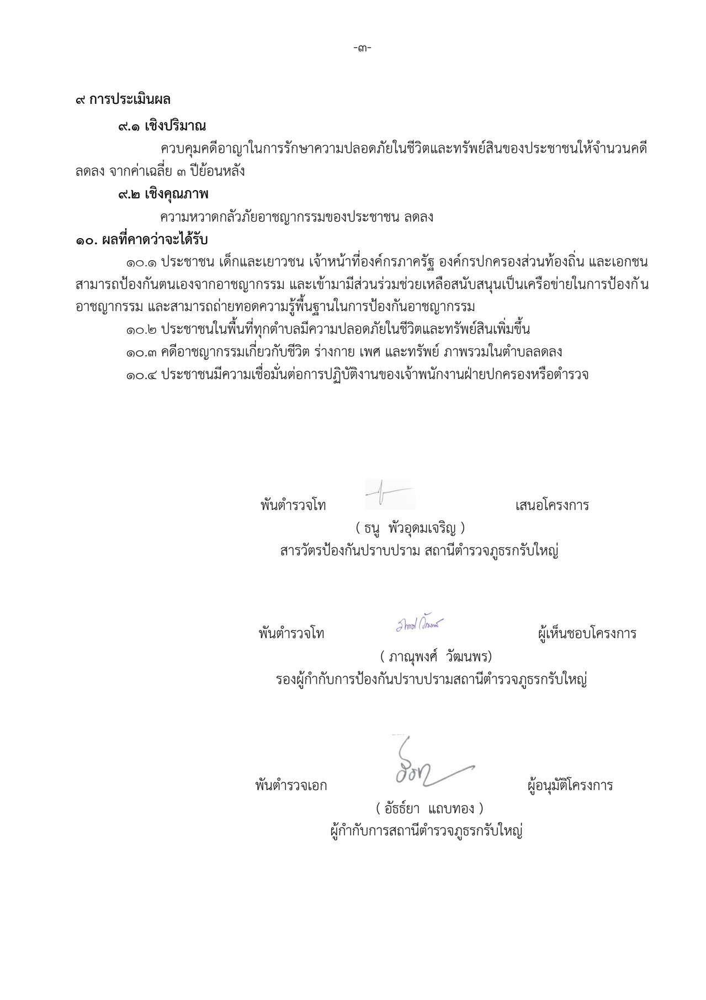 -๓-
๙ การประเมินผล
๙.๑ เชิงปริมาณ
ควบคุมคดีอาญาในการรักษาความปลอดภัยในชีวิตและทรัพย์สินของประชาชนให้จำนวนคดี
ลดลง จากค่าเฉลี่ย ๓ ปีย้อนหลัง
๙.๒ เชิงคุณภาพ
ความหวาดกลัวภัยอาชญากรรมของประชาชน ลดลง
๑๐. ผลที่คาดว่าจะได้รับ
๑๐.๑ ประชาชน เด็กและเยาวชน เจ้าหน้าที่องค์กรภาครัฐ องค์กรปกครองส่วนท้องถิ่น และเอกชน
สามารถป้องกันตนเองจากอาชญากรรม และเข้ามามีส่วนร่วมช่วยเหลือสนับสนุนเป็นเครือข่ายในการป้องกัน
อาชญากรรม และสามารถถ่ายทอดความรู้พื้นฐานในการป้องกันอาชญากรรม
๑๐.๒ ประชาชนในพื้นที่ทุกตำบลมีความปลอดภัยในชีวิตและทรัพย์สินเพิ่มขึ้น
๑๐.๓ คดีอาชญากรรมเกี่ยวกับชีวิต ร่างกาย เพศ และทรัพย์ ภาพรวมในตำบลลดลง
๑๐.๔ ประชาชนมีความเชื่อมั่นต่อการปฏิบัติงานของเจ้าพนักงานฝ่ายปกครองหรือตำรวจ
พันตำรวจโท เสนอโครงการ
( ธนู พัวอุดมเจริญ )
สารวัตรป้องกันปราบปราม สถานีตำรวจภูธรกรับใหญ่
พันตำรวจโท ผู้เห็นชอบโครงการ
( ภาณุพงศ์ วัฒนพร)
รองผู้กำกับการป้องกันปราบปรามสถานีตำรวจภูธรกรับใหญ่
พันตำรวจเอก ผู้อนุมัติโครงการ
( อัธธ์ยา แถบทอง )
ผู้กำกับการสถานีตำรวจภูธรกรับใหญ่